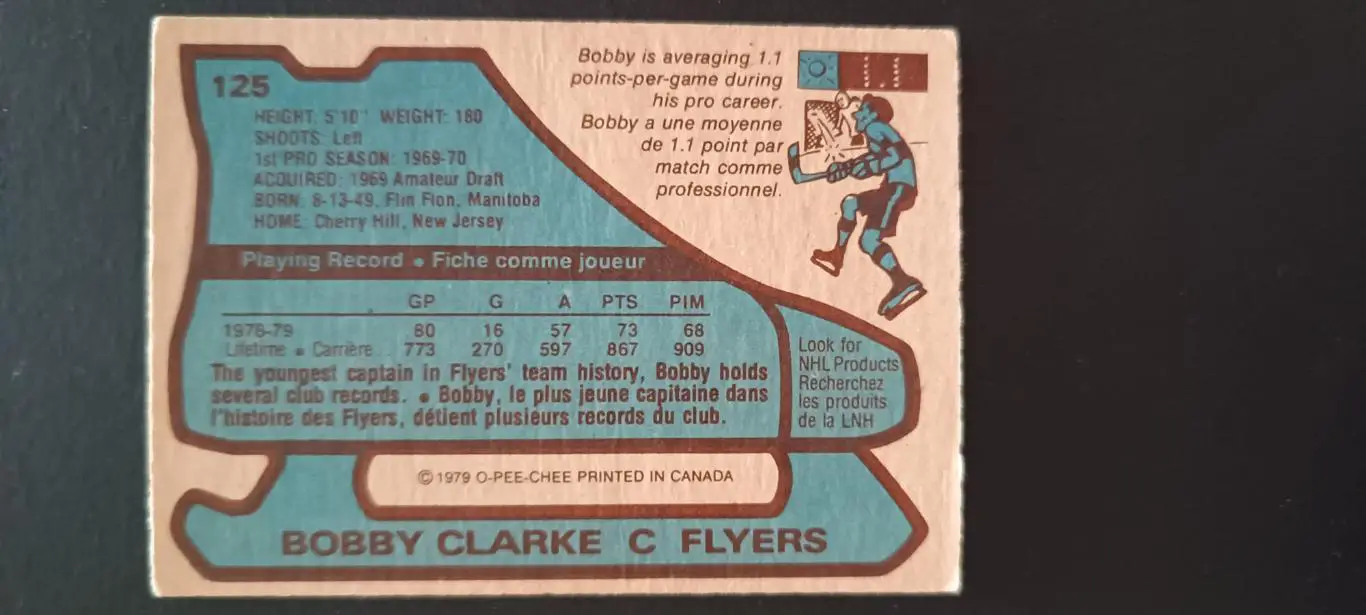 125
HEIGHT: 5'10" WEIGHT: 180
SHOOTS: Left
1st PRO SEASON: 1969-70
ACQUIRED: 1969 Amateur Draft
BORN: 8-13-49, Flin Flon, Manitoba
HOME: Cherry Hill, New Jersey
Bobby is averaging 1.1
points-per-game during
his pro career.
Bobby a une moyenne
de 1.1 point par
match comme
professionnel.
1.1
Playing Record • Fiche comme joueur
GP G A PTS PIM
1978-79 80 16 57 73 68
Lifetime • Carrière 773 270 597 867 909
The youngest captain in Flyers' team history, Bobby holds
several club records. • Bobby, le plus jeune capitaine dans
l'histoire des Flyers, détient plusieurs records du club.
Look for
NHL Products
Recherchez
les produits
de la LNH
© 1979 O-PEE-CHEE PRINTED IN CANADA
BOBBY CLARKE C FLYERS